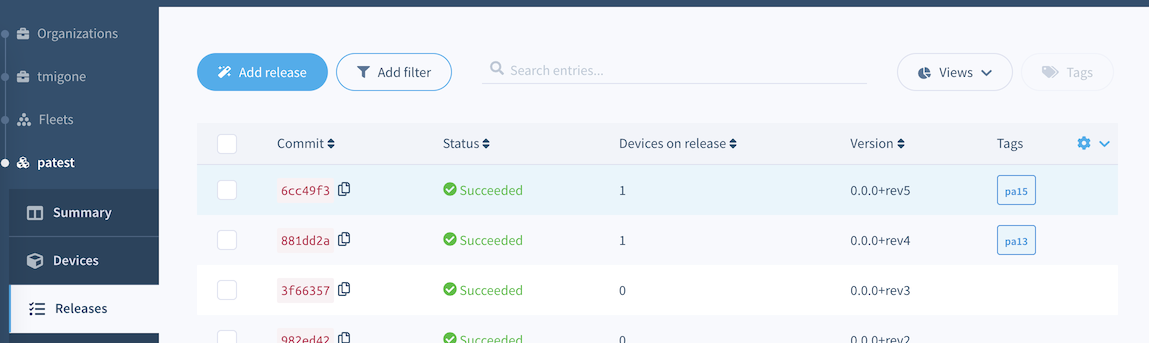 Organizations
tmigone
Fleets
patest
Summary
Devices
Releases
Add release Add filter Search entries... Views Tags
Commit Status Devices on release Version Tags
6cc49f3 Succeeded 1 0.0.0+rev5 pa15
881dd2a Succeeded 1 0.0.0+rev4 pa13
3f66357 Succeeded 0 0.0.0+rev3
982ed42 Succeeded 0 0.0.0+rev2